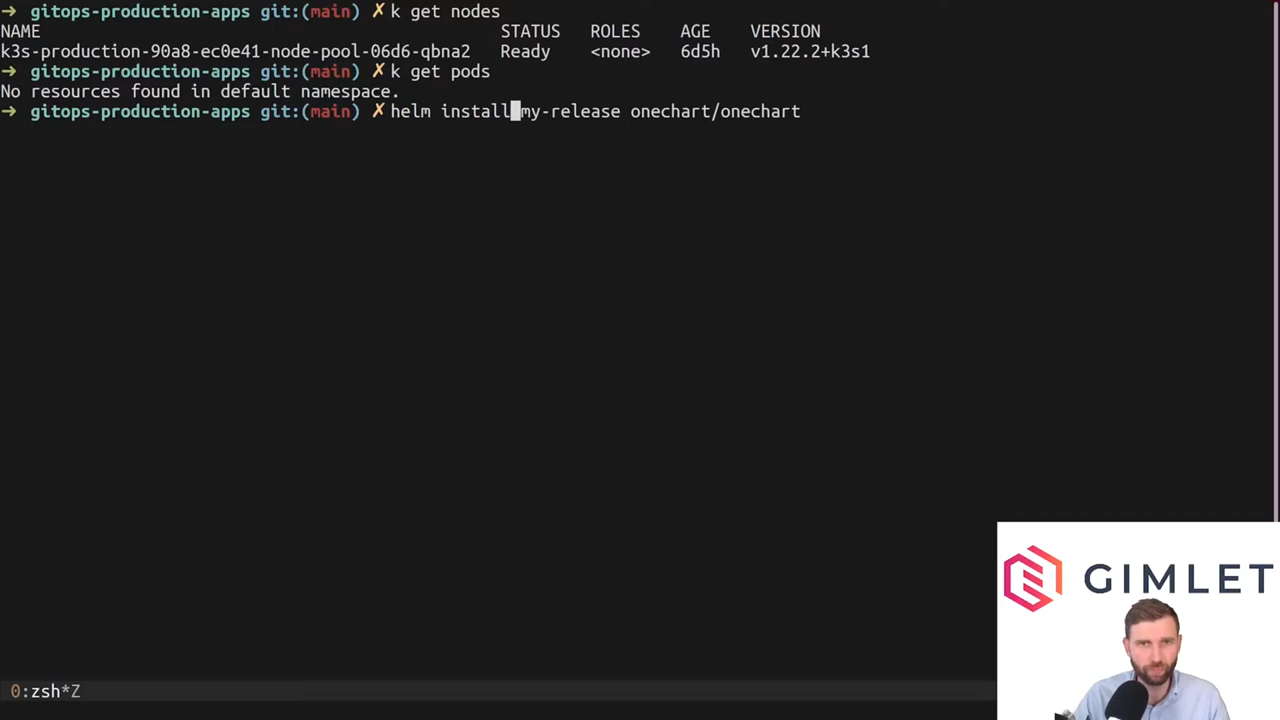 ➜ gitops-production-apps git:(main) ✗ k get nodes
NAME STATUS ROLES AGE VERSION
k3s-production-90a8-ec0e41-node-pool-06d6-qbna2 Ready <none> 6d5h v1.22.2+k3s1
➜ gitops-production-apps git:(main) ✗ k get pods
No resources found in default namespace.
➜ gitops-production-apps git:(main) ✗ helm install my-release onechart/onechart
GIMLET
0:zsh*Z